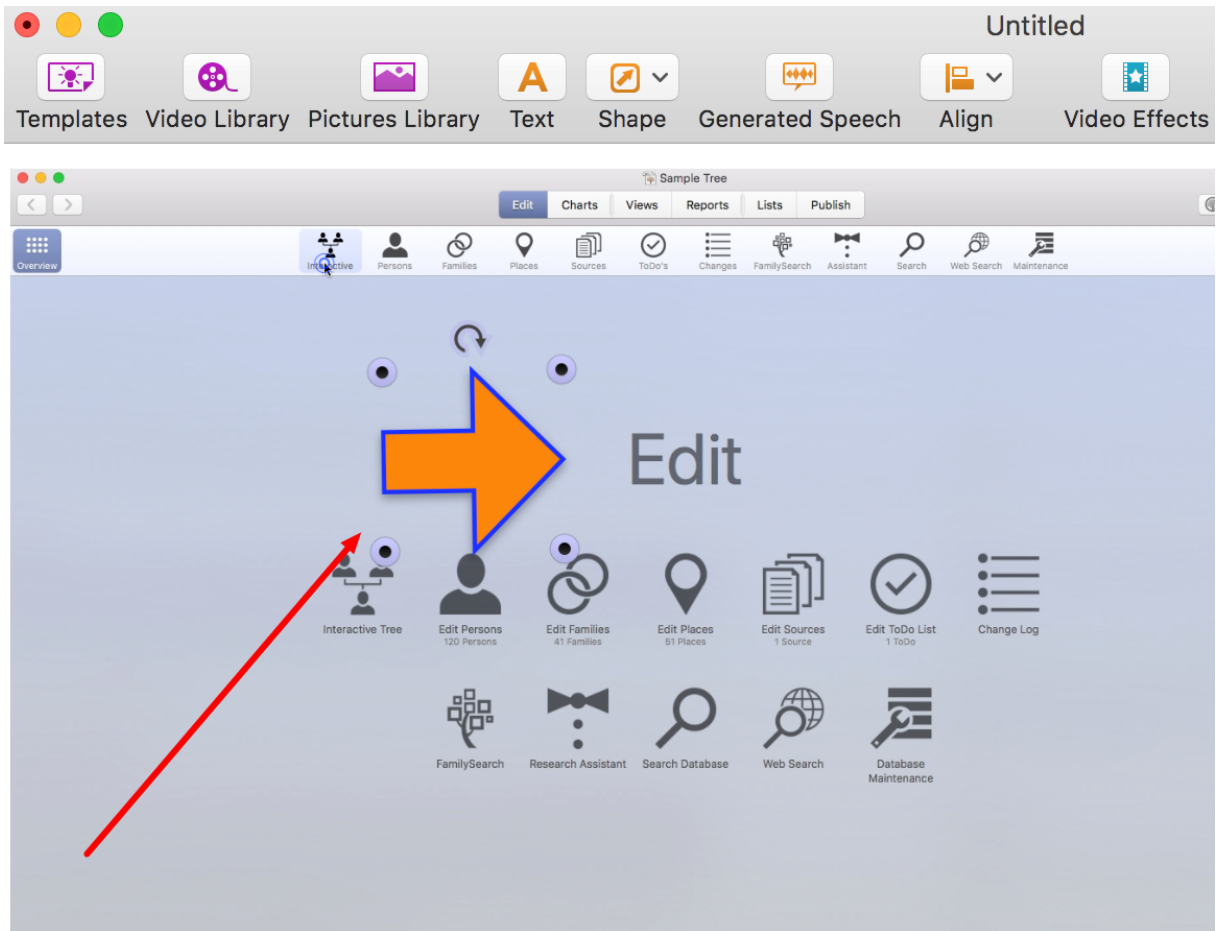 Untitled
Templates Video Library Pictures Library Text Shape Generated Speech Align Video Effects
Sample Tree
Edit Charts Views Reports Lists Publish
Overview Interactive Persons Families Places Sources ToDo's Changes FamilySearch Assistant Search Web Search Maintenance
Edit
Interactive Tree Edit Persons Edit Families Edit Places Edit Sources Edit ToDo List Change Log
120 Persons 41 Families 51 Places 1 Source 1 ToDo
FamilySearch Research Assistant Search Database Web Search Database
Maintenance